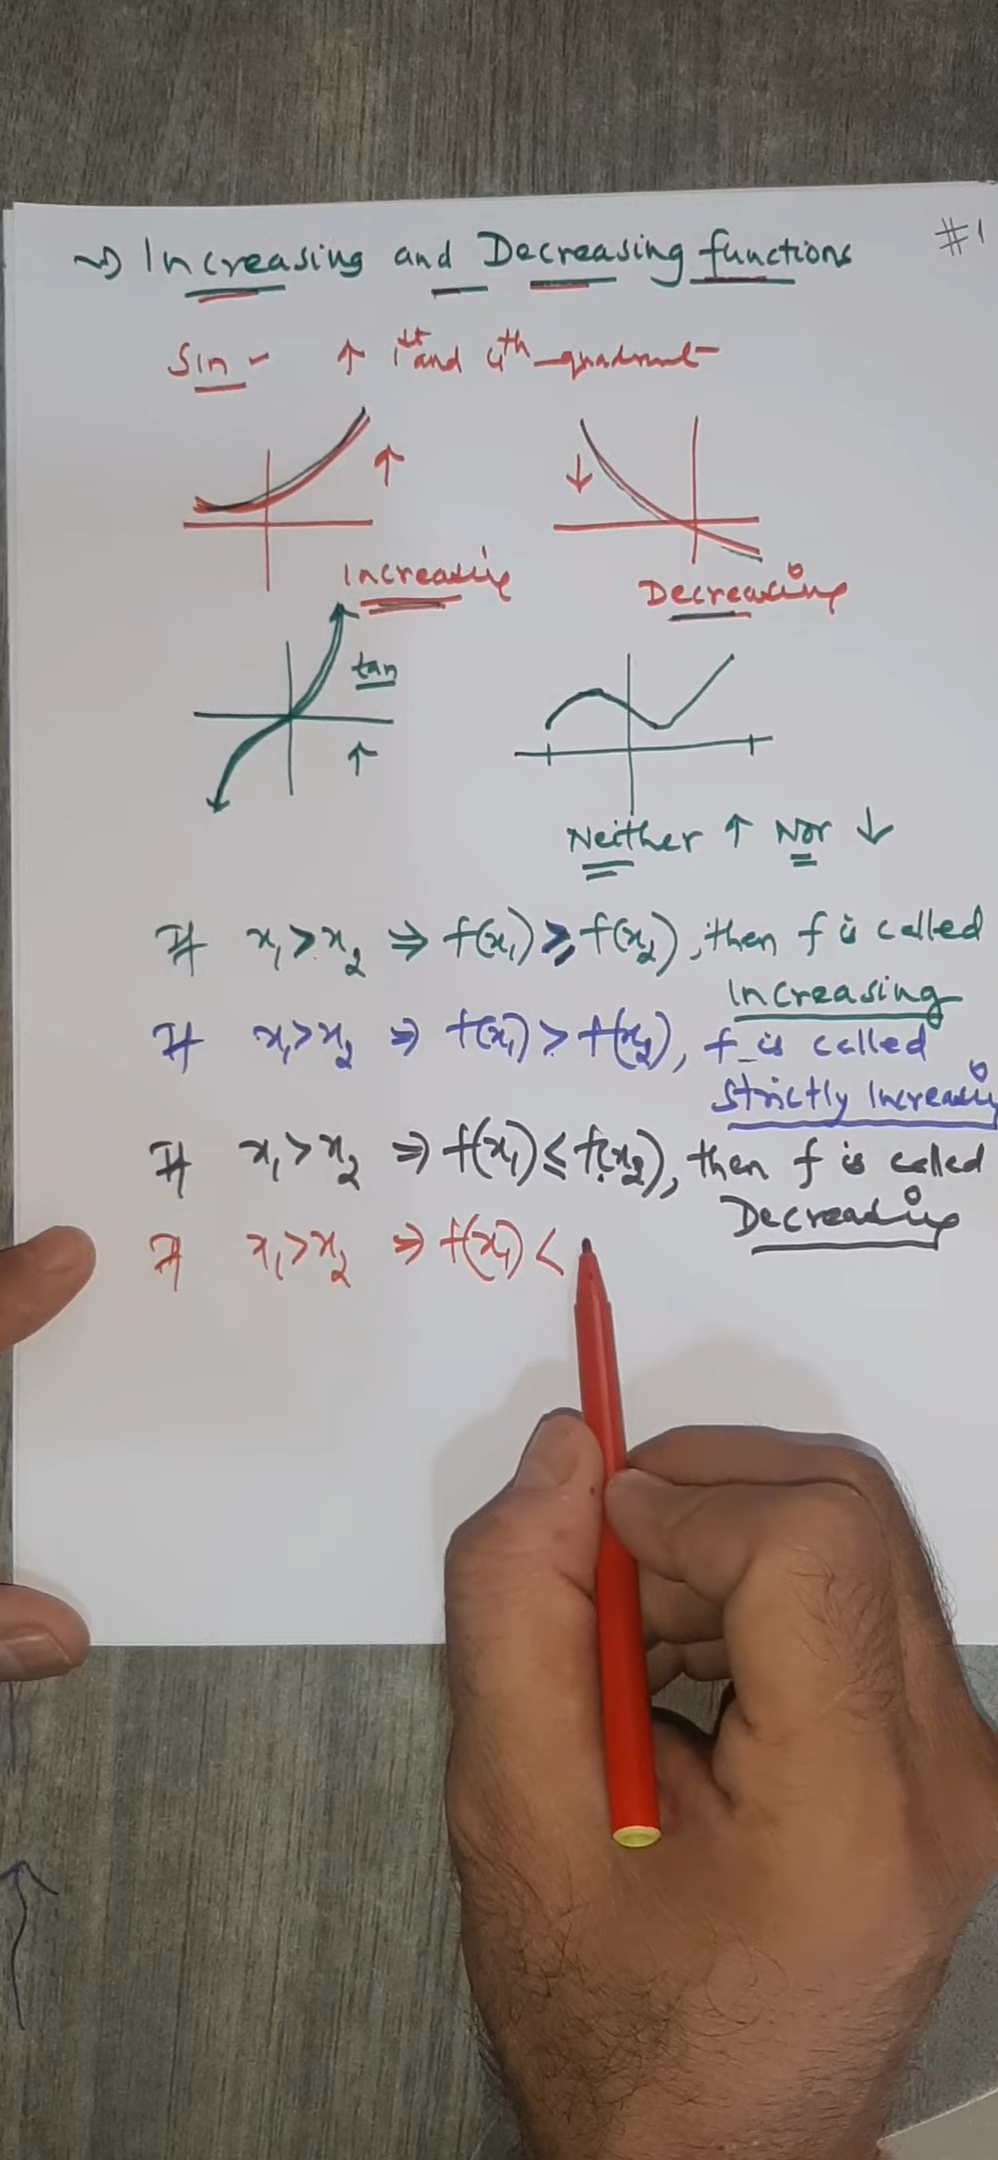 → Increasing and Decreasing functions
#1
Sin - ↑ 1st and 4th quadrant
↑
↓
Increasing
Decreasing
tan
↑
Neither ↑ Nor ↓
If x₁>x₂ ⇒ f(x₁) ≥ f(x₂), then f is called
Increasing
If x₁>x₂ ⇒ f(x₁) > f(x₂), f is called
Strictly Increasing
If x₁>x₂ ⇒ f(x₁) ≤ f(x₂), then f is called
Decreasing
If x₁>x₂ ⇒ f(x₁) <